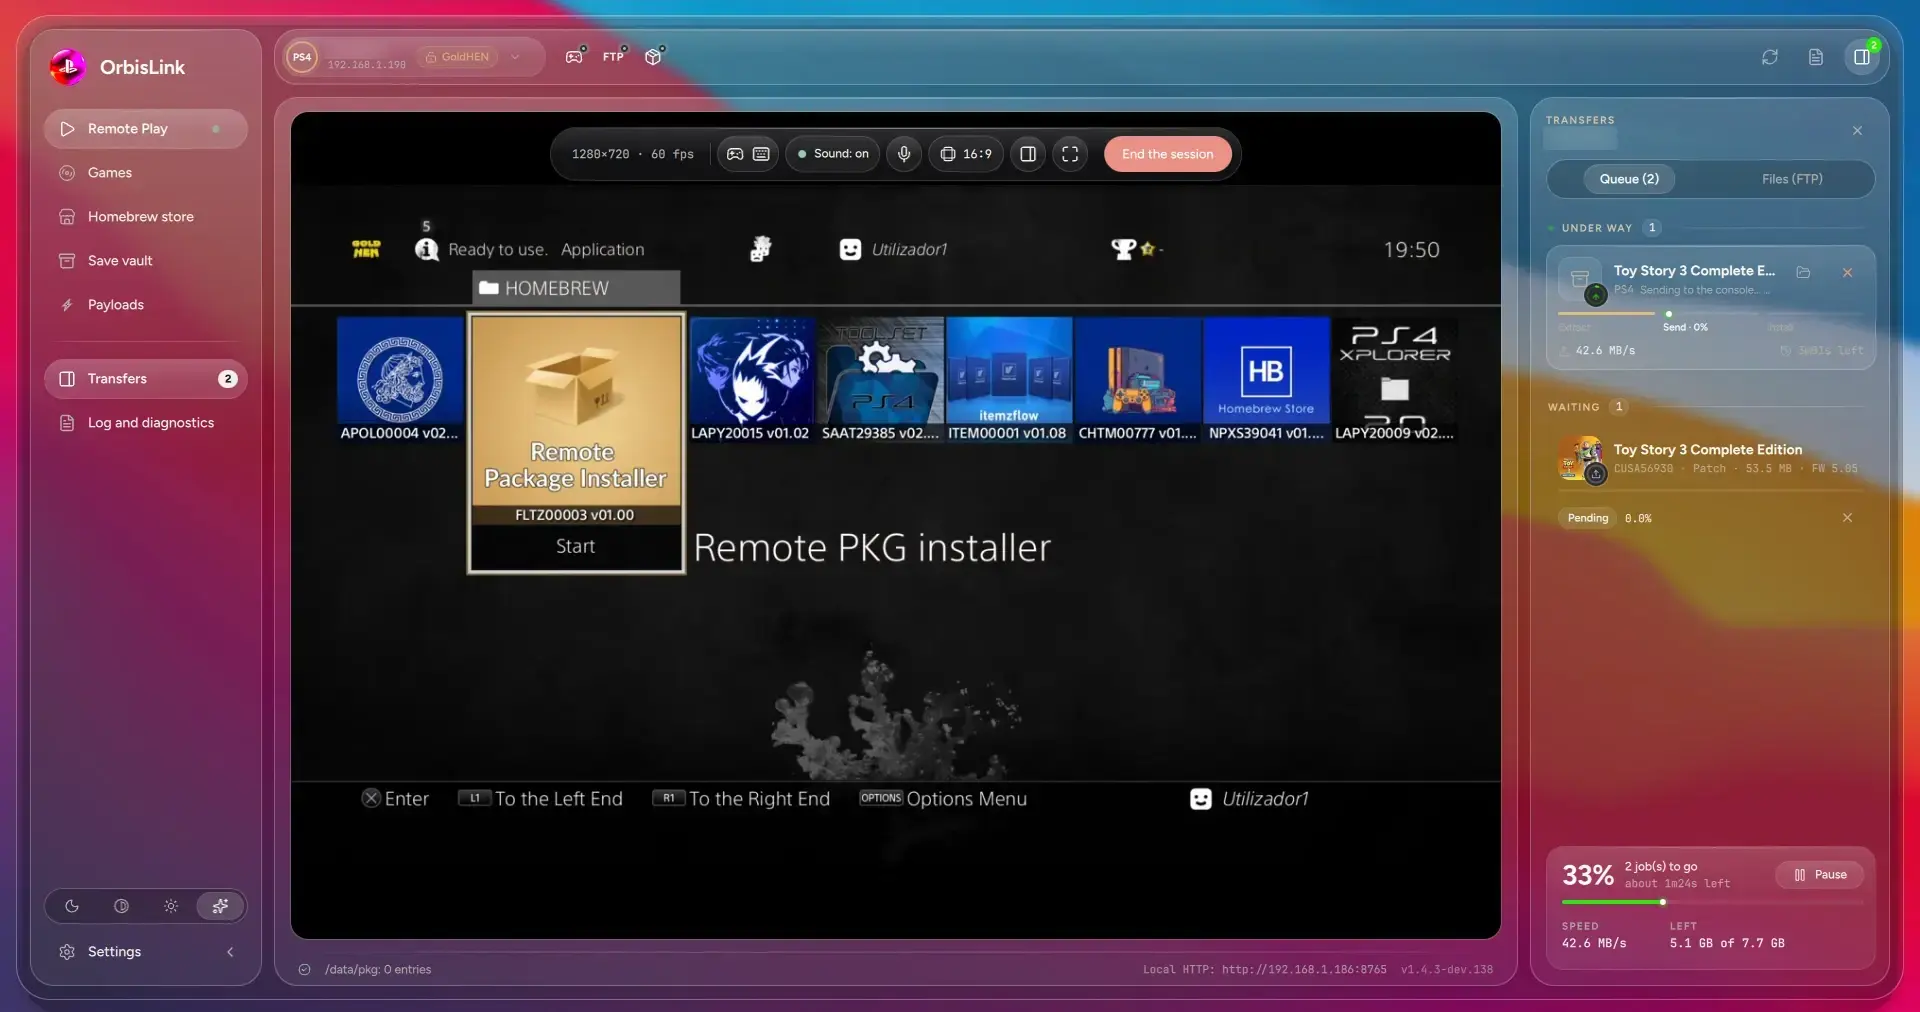 OrbisLink
Remote Play
Games
Homebrew store
Save vault
Payloads
Transfers 2
Log and diagnostics
Settings
PS4 192.168.1.190 GoldHEN
FTP
2
1280×720 · 60 fps Sound: on 16:9 End the session
GOLD HEN
5
Ready to use. Application Utilizador1 - 19:50
HOMEBREW
APOL00004 v02...
Remote
Package Installer
FLTZ00003 v01.00
Start
LAPY20015 v01.02
TOOLSET
PS4
SAAT29385 v02....
itemzflow
ITEM00001 v01.08
CHTM00777 v01....
HB
Homebrew Store
NPXS39041 v01....
PS4
XPLORER
LAPY20009 v02....
Remote PKG installer
Enter L1 To the Left End R1 To the Right End OPTIONS Options Menu Utilizador1
/data/pkg: 0 entries Local HTTP: http://192.168.1.186:8765 v1.4.3-dev.138
TRANSFERS
Queue (2) Files (FTP)
UNDER WAY 1
Toy Story 3 Complete E...
PS4 Sending to the console... ...
Extract Send · 0% Install
42.6 MB/s left
WAITING 1
Toy Story 3 Complete Edition
CUSA56930 · Patch · 53.5 MB · FW 5.05
Pending 0.0%
33% 2 job(s) to go
about 1m24s left
Pause
SPEED LEFT
42.6 MB/s 5.1 GB of 7.7 GB